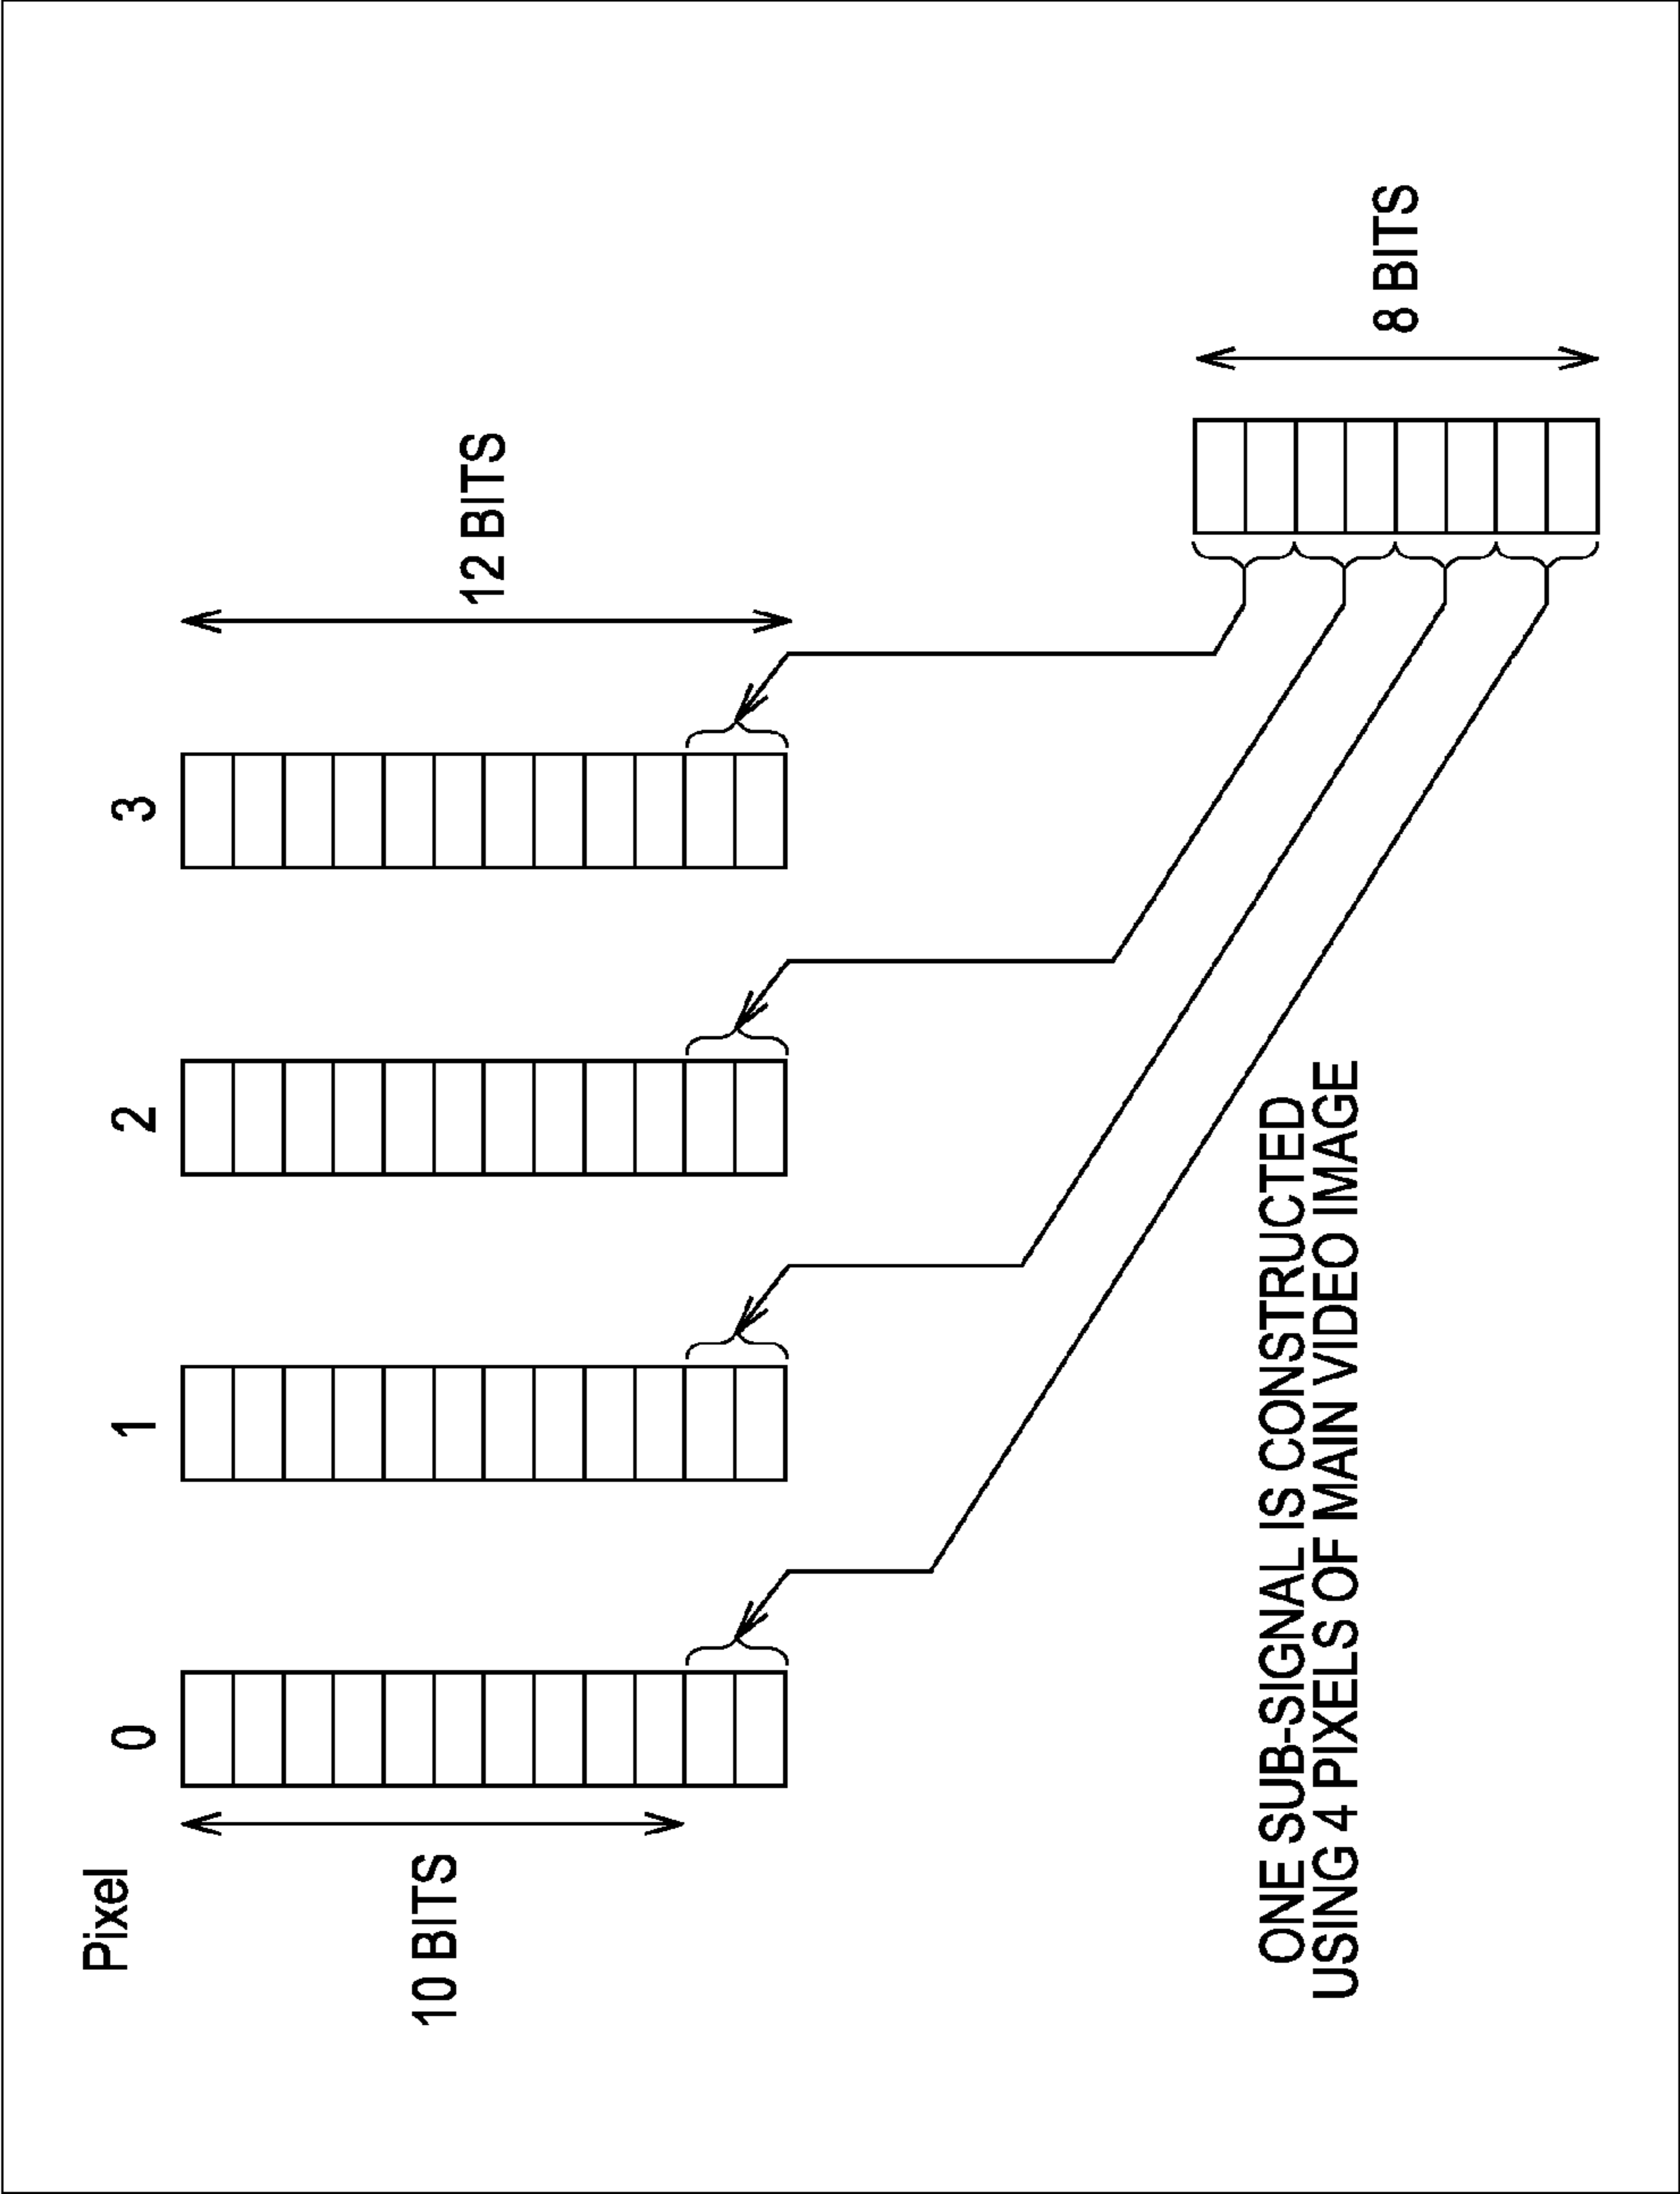 Pixel
0
1
2
3
10 BITS
12 BITS
8 BITS
ONE SUB-SIGNAL IS CONSTRUCTED
USING 4 PIXELS OF MAIN VIDEO IMAGE